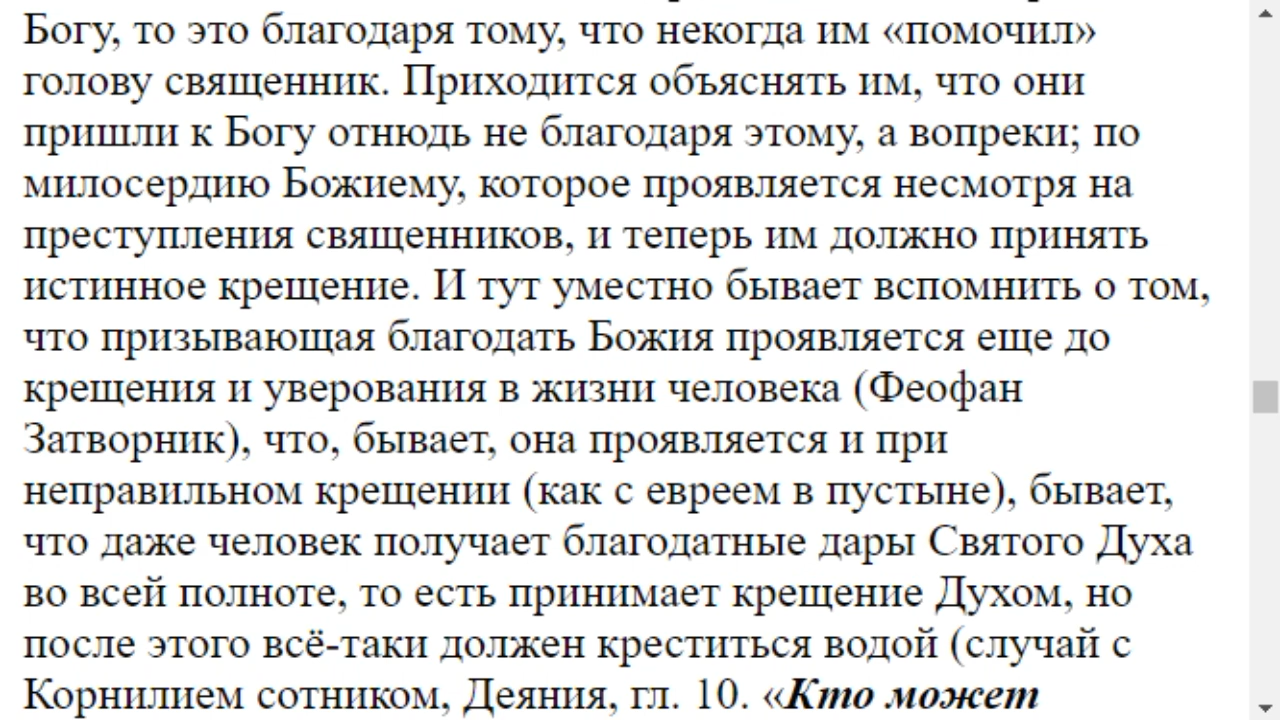 Богу, то это благодаря тому, что некогда им «помочил»
голову священник. Приходится объяснять им, что они
пришли к Богу отнюдь не благодаря этому, а вопреки; по
милосердию Божиему, которое проявляется несмотря на
преступления священников, и теперь им должно принять
истинное крещение. И тут уместно бывает вспомнить о том,
что призывающая благодать Божия проявляется еще до
крещения и уверования в жизни человека (Феофан
Затворник), что, бывает, она проявляется и при
неправильном крещении (как с евреем в пустыне), бывает,
что даже человек получает благодатные дары Святого Духа
во всей полноте, то есть принимает крещение Духом, но
после этого всё-таки должен креститься водой (случай с
Корнилием сотником, Деяния, гл. 10. «Кто может